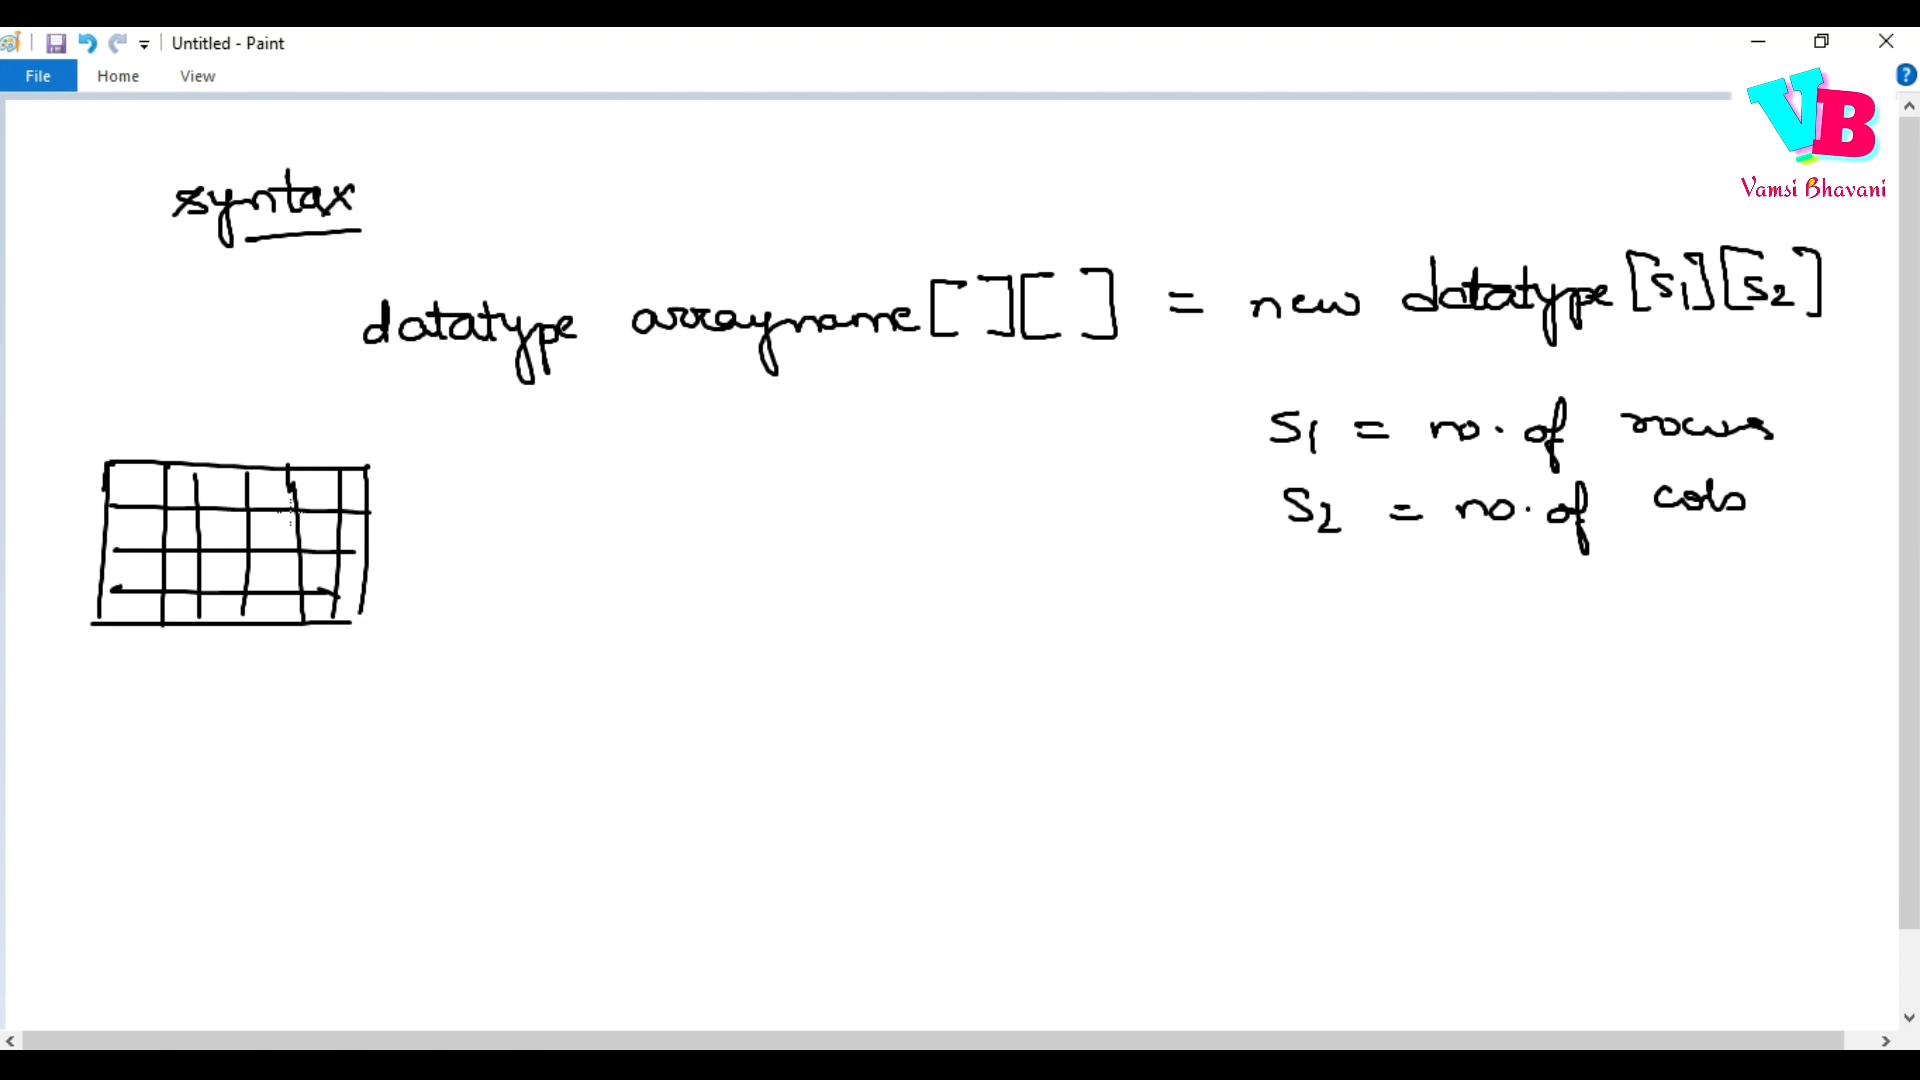 Untitled - Paint
File Home View
VB
Vamsi Bhavani
syntax
datatype arrayname[ ][ ] = new datatype[S1][S2]
S1 = no. of rows
S2 = no. of cols